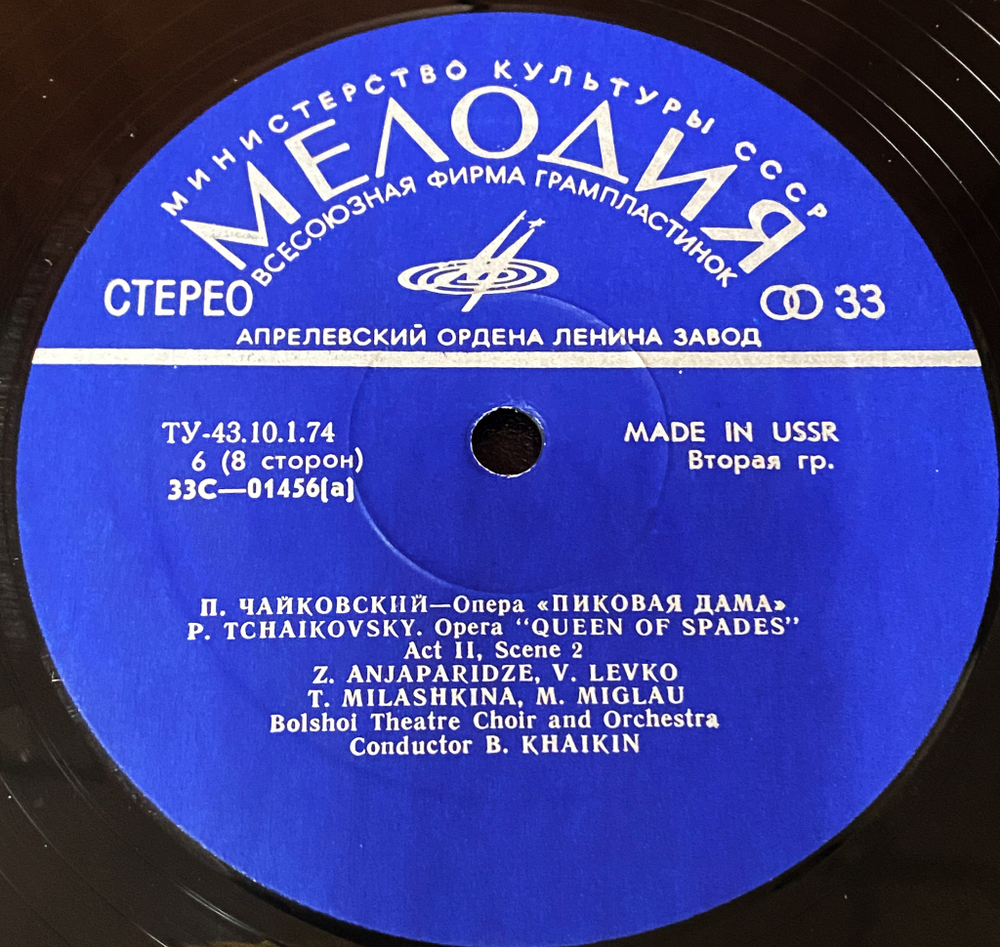 МИНИСТЕРСТВО КУЛЬТУРЫ СССР
МЕЛОДИЯ
ВСЕСОЮЗНАЯ ФИРМА ГРАМПЛАСТИНОК
СТЕРЕО
33
АПРЕЛЕВСКИЙ ОРДЕНА ЛЕНИНА ЗАВОД
ТУ-43.10.1.74
6 (8 сторон)
33С—01456(а)
MADE IN USSR
Вторая гр.
П. ЧАЙКОВСКИЙ—Опера «ПИКОВАЯ ДАМА»
P. TCHAIKOVSKY. Opera “QUEEN OF SPADES”
Act II, Scene 2
Z. ANJAPARIDZE, V. LEVKO
T. MILASHKINA, M. MIGLAU
Bolshoi Theatre Choir and Orchestra
Conductor B. KHAIKIN